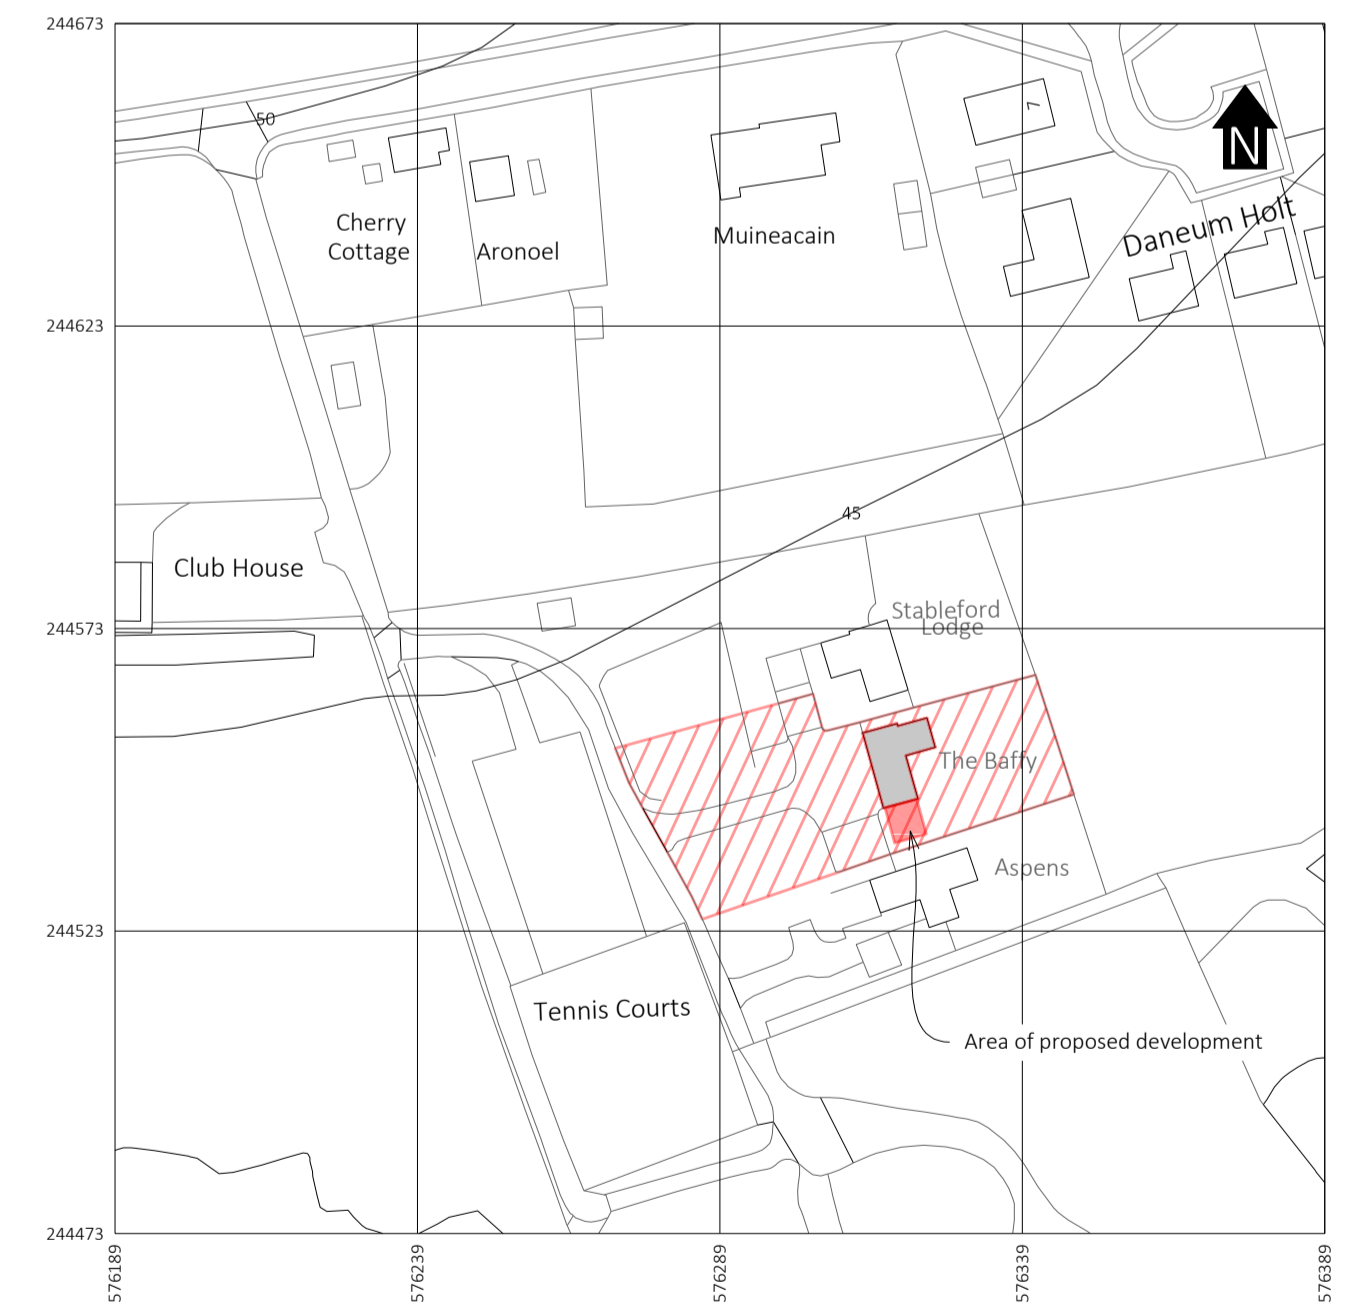 244673
50
7
N
Cherry
Cottage
Aronoel
Muineacain
Daneum Holt
244623
45
Club House
Stableford
Lodge
244573
The Baffy
Aspens
244523
Tennis Courts
Area of proposed development
244473
576189
576239
576289
576339
576389